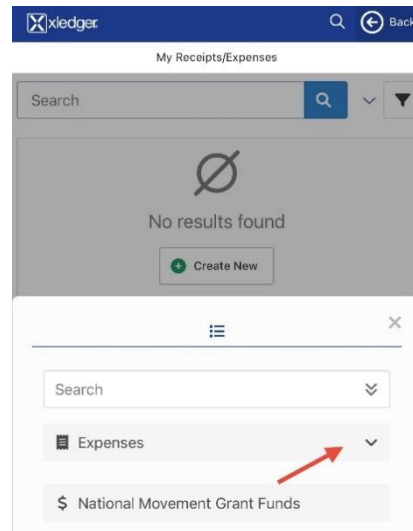 xledger
Back
My Receipts/Expenses
Search
No results found
Create New
Search
Expenses
$ National Movement Grant Funds